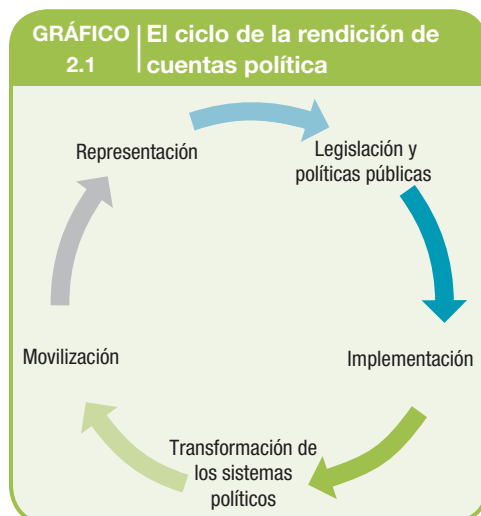 GRÁFICO
2.1
El ciclo de la rendición de
cuentas política
Representación
Legislación y
políticas públicas
Movilización
Implementación
Transformación de
los sistemas
políticos